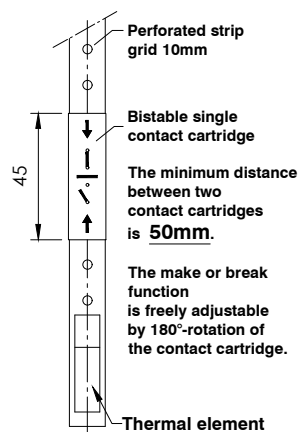 Perforated strip
grid 10mm
Bistable single
contact cartridge
45
The minimum distance
between two
contact cartridges
is 50mm.
The make or break
function
is freely adjustable
by 180°-rotation of
the contact cartridge.
Thermal element